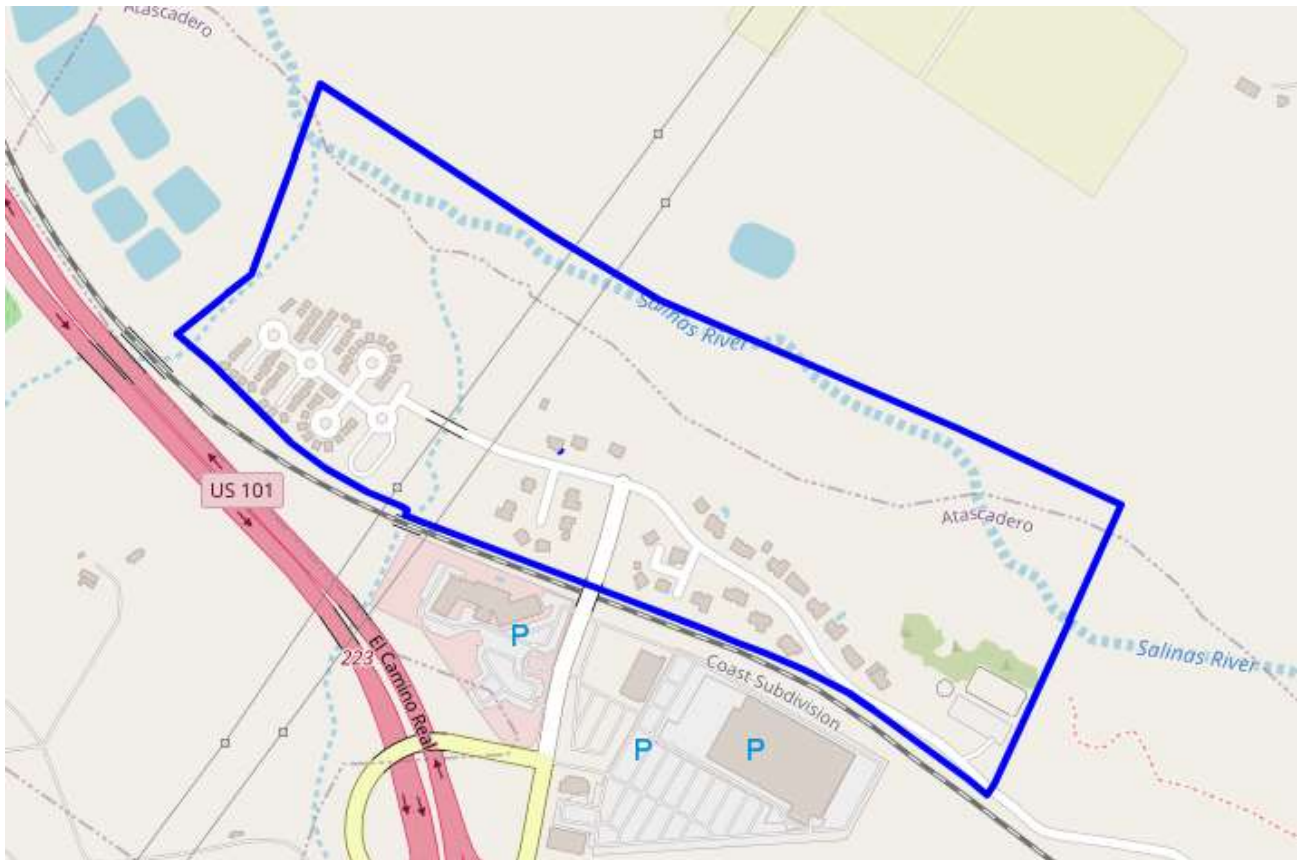 Atascadero
Salinas River
US 101
Atascadero
223
El Camino Real
P
Salinas River
Coast Subdivision
P
P